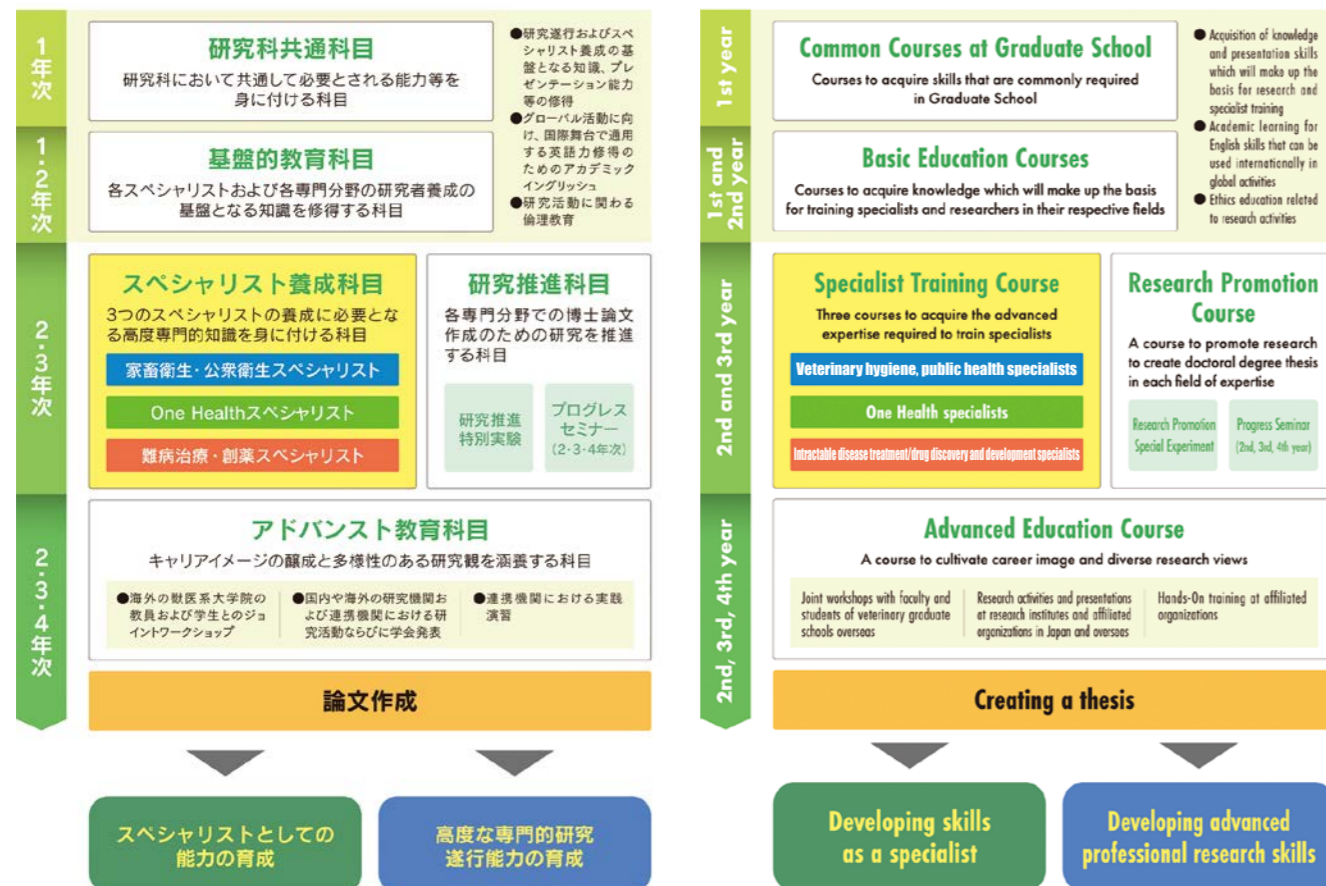 1年次
研究科共通科目
研究科において共通して必要とされる能力等を
身に付ける科目
●研究遂行およびスペ
シャリスト養成の基
盤となる知識、プレ
ゼンテーション能力
等の修得
●グローバル活動に向
け、国際舞台で通用
する英語力修得の
ためのアカデミック
イングリッシュ
●研究活動に関わる
倫理教育
1・2年次
基盤的教育科目
各スペシャリストおよび各専門分野の研究者養成の
基盤となる知識を修得する科目
2・3年次
スペシャリスト養成科目
3つのスペシャリストの養成に必要とな
る高度専門的知識を身に付ける科目
家畜衛生・公衆衛生スペシャリスト
One Healthスペシャリスト
難病治療・創薬スペシャリスト
研究推進科目
各専門分野での博士論文
作成のための研究を推進
する科目
研究推進
特別実験
プログレス
セミナー
(2・3・4年次)
2・3・4年次
アドバンスト教育科目
キャリアイメージの醸成と多様性のある研究観を涵養する科目
●海外の獣医系大学院の
教員および学生とのジョ
イントワークショップ
●国内や海外の研究機関お
よび連携機関における研
究活動ならびに学会発表
●連携機関における実践
演習
論文作成
スペシャリストとしての
能力の育成
高度な専門的研究
遂行能力の育成
1st year
Common Courses at Graduate School
Courses to acquire skills that are commonly required
in Graduate School
● Acquisition of knowledge
and presentation skills
which will make up the
basis for research and
specialist training
● Academic learning for
English skills that can be
used internationally in
global activities
● Ethics education related
to research activities
1st and
2nd year
Basic Education Courses
Courses to acquire knowledge which will make up the basis
for training specialists and researchers in their respective fields
2nd and 3rd year
Specialist Training Course
Three courses to acquire the advanced
expertise required to train specialists
Veterinary hygiene, public health specialists
One Health specialists
Intractable disease treatment/drug discovery and development specialists
Research Promotion
Course
A course to promote research
to create doctoral degree thesis
in each field of expertise
Research Promotion
Special Experiment
Progress Seminar
(2nd, 3rd, 4th year)
2nd, 3rd, 4th year
Advanced Education Course
A course to cultivate career image and diverse research views
Joint workshops with faculty and
students of veterinary graduate
schools overseas
Research activities and presentations
at research institutes and affiliated
organizations in Japan and overseas
Hands-On training at affiliated
organizations
Creating a thesis
Developing skills
as a specialist
Developing advanced
professional research skills